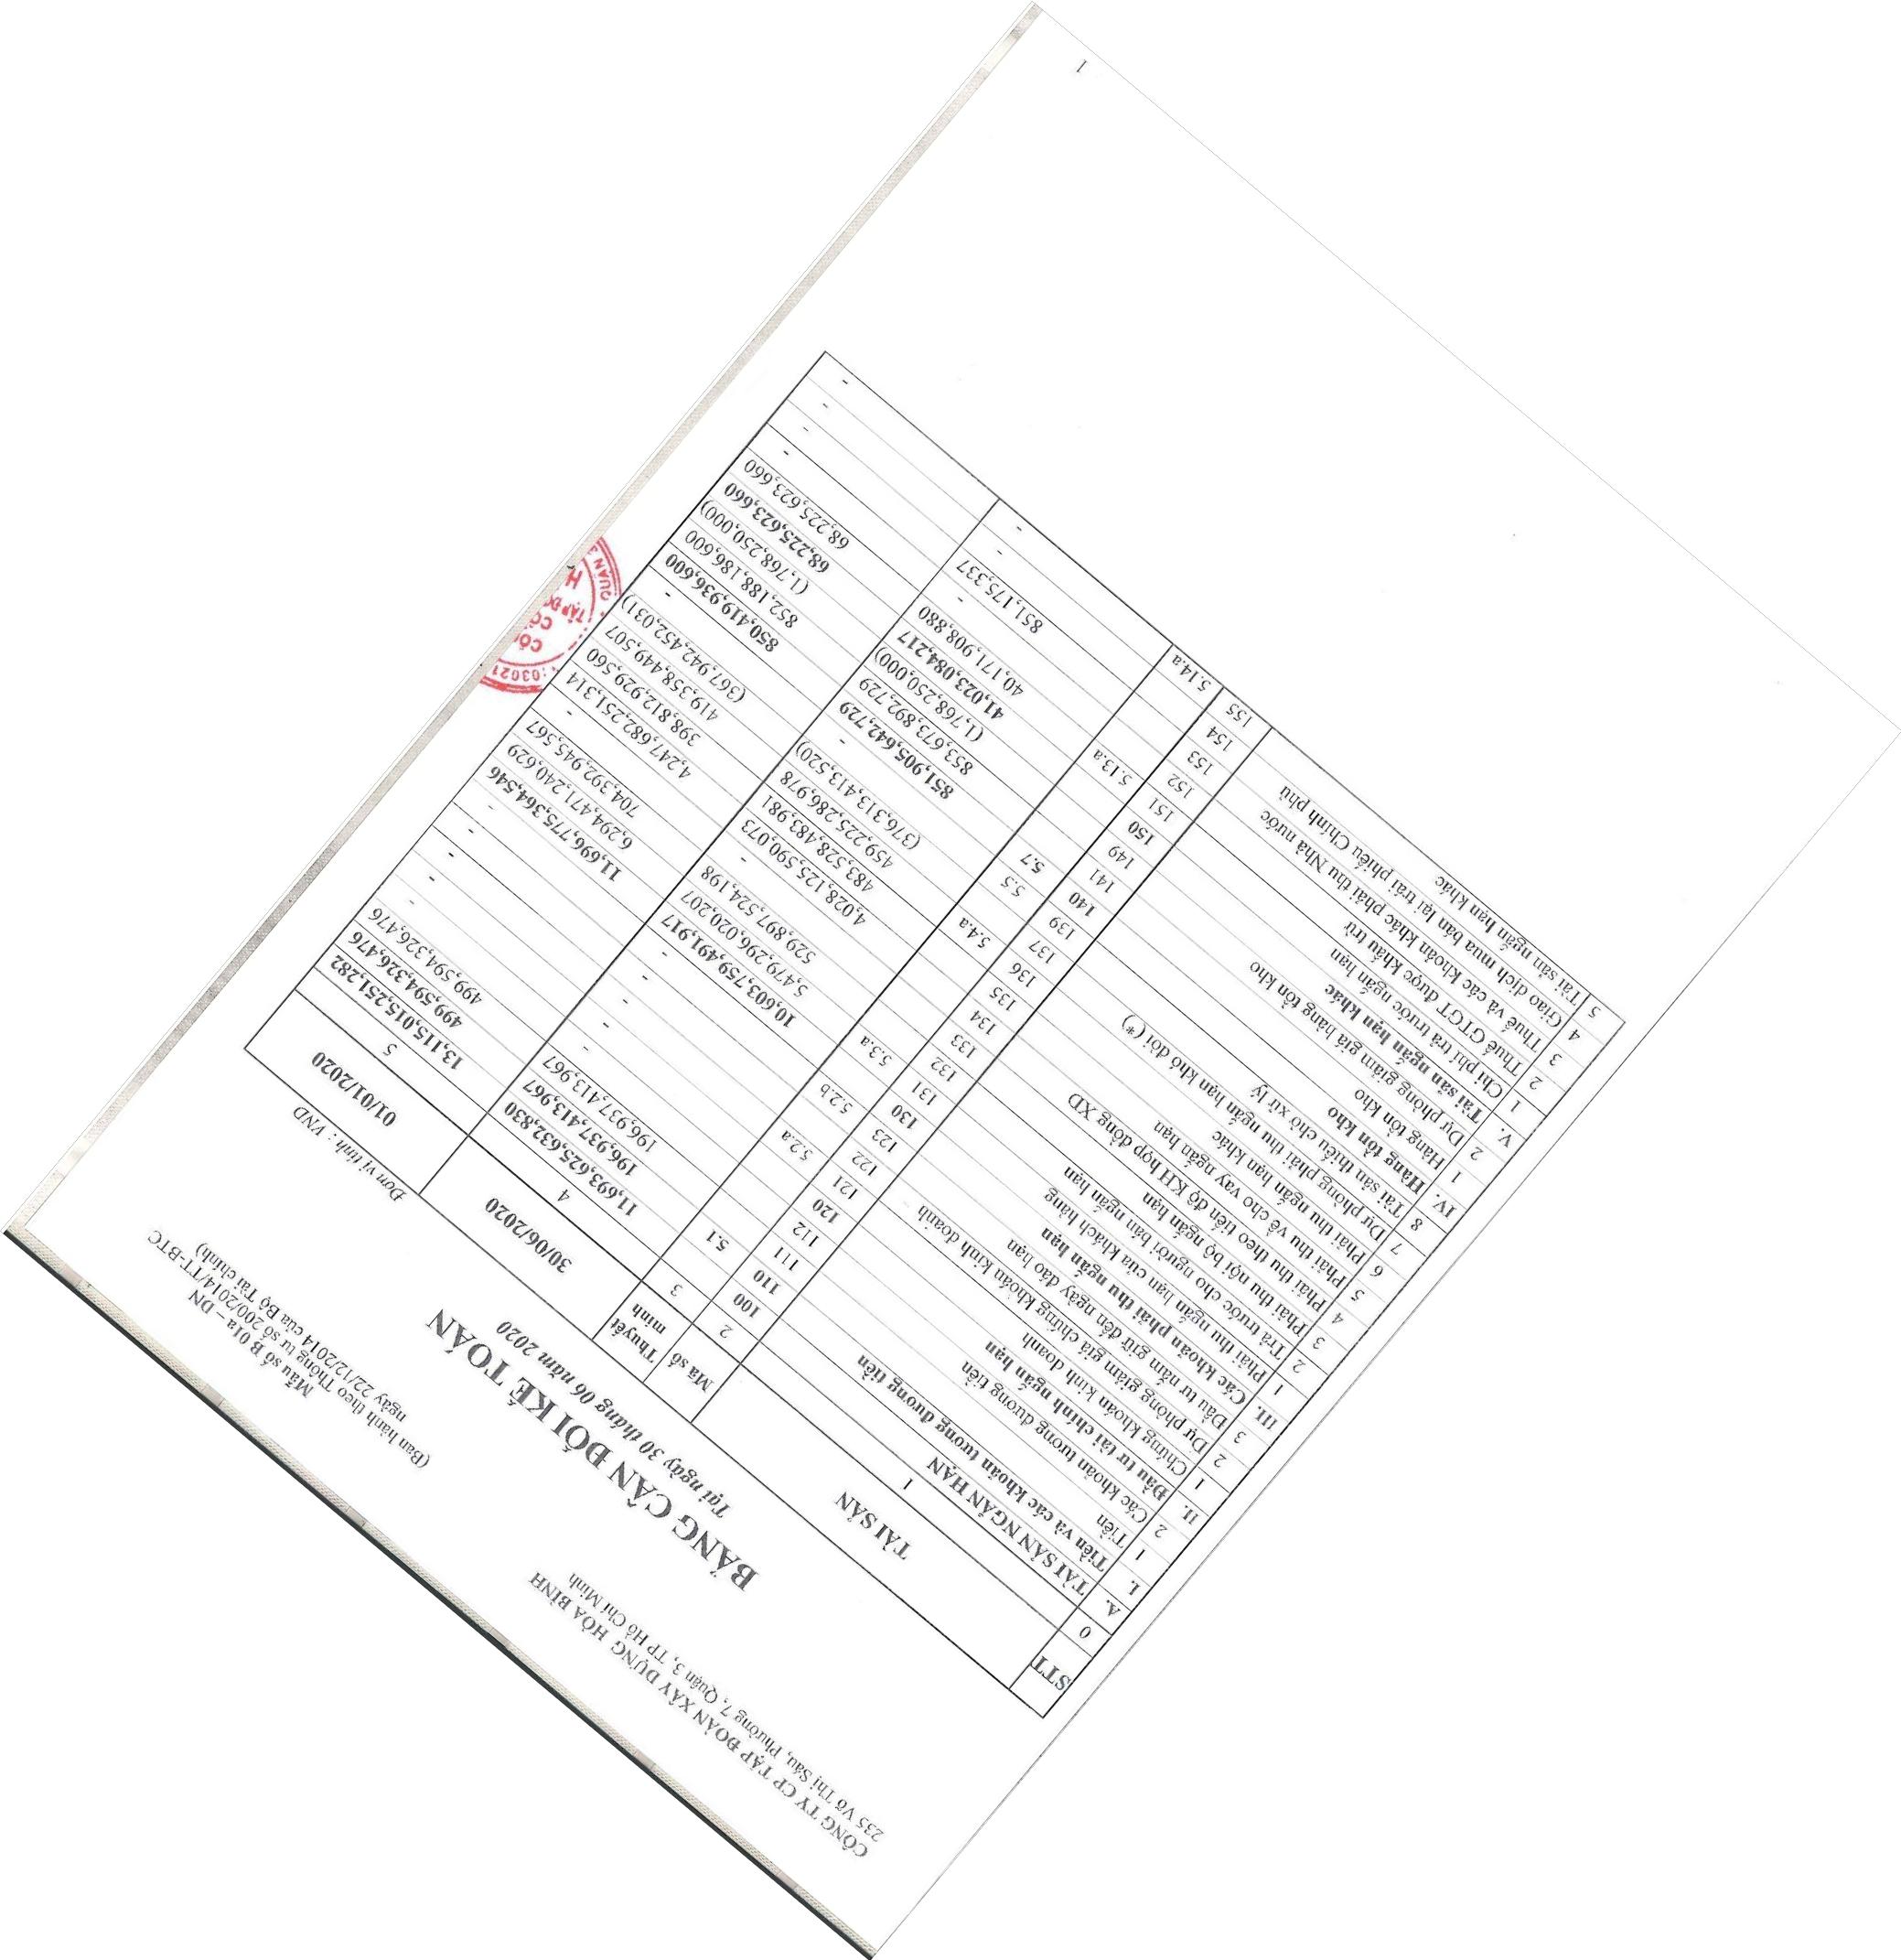 CÔNG TY CP TẬP ĐOÀN XÂY DỰNG HÒA BÌNH
235 Võ Thị Sáu, Phường 7, Quận 3, TP Hồ Chí Minh
Mẫu số B 01a – DN
(Ban hành theo Thông tư số 200/2014/TT-BTC
ngày 22/12/2014 của Bộ Tài chính)
BẢNG CÂN ĐỐI KẾ TOÁN
Tại ngày 30 tháng 06 năm 2020
Đơn vị tính : VND
STT TÀI SẢN Mã số Thuyết minh 30/06/2020 01/01/2020
0 1 2 3 4 5
A. TÀI SẢN NGẮN HẠN 100 11,693,625,632,830 13,115,015,251,282
I. Tiền và các khoản tương đương tiền 110 196,937,413,967 499,594,326,476
1 Tiền 111 5.1 196,937,413,967 499,594,326,476
2 Các khoản tương đương tiền 112 - -
II. Đầu tư tài chính ngắn hạn 120 - -
1 Chứng khoán kinh doanh 121 5.2.a - -
2 Dự phòng giảm giá chứng khoán kinh doanh 122 - -
3 Đầu tư nắm giữ đến ngày đáo hạn 123 5.2.b - -
III. Các khoản phải thu ngắn hạn 130 10,603,759,491,917 11,696,775,364,546
1 Phải thu ngắn hạn của khách hàng 131 5.3.a 5,479,296,020,207 6,294,471,240,629
2 Trả trước cho người bán ngắn hạn 132 529,897,524,198 704,392,945,567
3 Phải thu nội bộ ngắn hạn 133 - -
4 Phải thu theo tiến độ KH hợp đồng XD 134 4,028,125,590,073 4,247,682,251,314
5 Phải thu về cho vay ngắn hạn 135 483,528,483,981 398,812,929,560
6 Phải thu ngắn hạn khác 136 5.4.a 459,225,286,978 419,358,449,507
7 Dự phòng phải thu ngắn hạn khó đòi (*) 137 (376,313,413,520) (367,942,452,031)
8 Tài sản thiếu chờ xử lý 139 5.5 - -
IV. Hàng tồn kho 140 5.7 851,905,642,729 850,419,936,600
1 Hàng tồn kho 141 853,673,892,729 852,188,186,600
2 Dự phòng giảm giá hàng tồn kho 149 (1,768,250,000) (1,768,250,000)
V. Tài sản ngắn hạn khác 150 41,023,084,217 68,225,623,660
1 Chi phí trả trước ngắn hạn 151 5.13.a 40,171,908,880 68,225,623,660
2 Thuế GTGT được khấu trừ 152 - -
3 Thuế và các khoản khác phải thu Nhà nước 153 851,175,337 -
4 Giao dịch mua bán lại trái phiếu Chính phủ 154 - -
5 Tài sản ngắn hạn khác 155 5.14.a - -
03021
CÔ
CỔ
TẬP ĐO
H
QUẬN 3
1